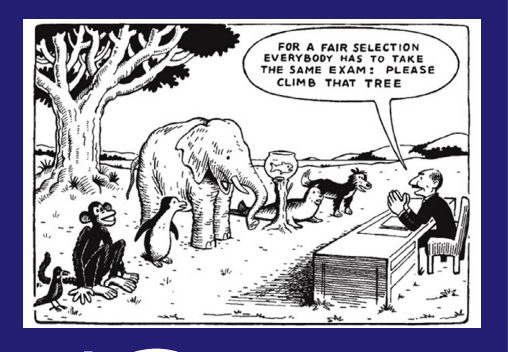 FOR A FAIR SELECTION
EVERYBODY HAS TO TAKE
THE SAME EXAM: PLEASE
CLIMB THAT TREE